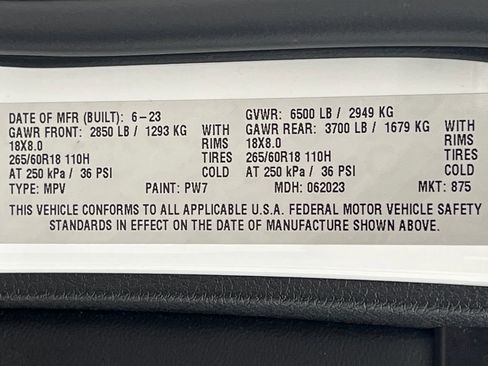 DATE OF MFR (BUILT): 6-23 GVWR: 6500 LB / 2949 KG
GAWR FRONT: 2850 LB / 1293 KG WITH GAWR REAR: 3700 LB / 1679 KG WITH
18X8.0 RIMS 18X8.0 RIMS
265/60R18 110H TIRES 265/60R18 110H TIRES
AT 250 kPa / 36 PSI COLD AT 250 kPa / 36 PSI COLD
TYPE: MPV PAINT: PW7 MDH: 062023 MKT: 875
THIS VEHICLE CONFORMS TO ALL APPLICABLE U.S.A. FEDERAL MOTOR VEHICLE SAFETY
STANDARDS IN EFFECT ON THE DATE OF MANUFACTURE SHOWN ABOVE.